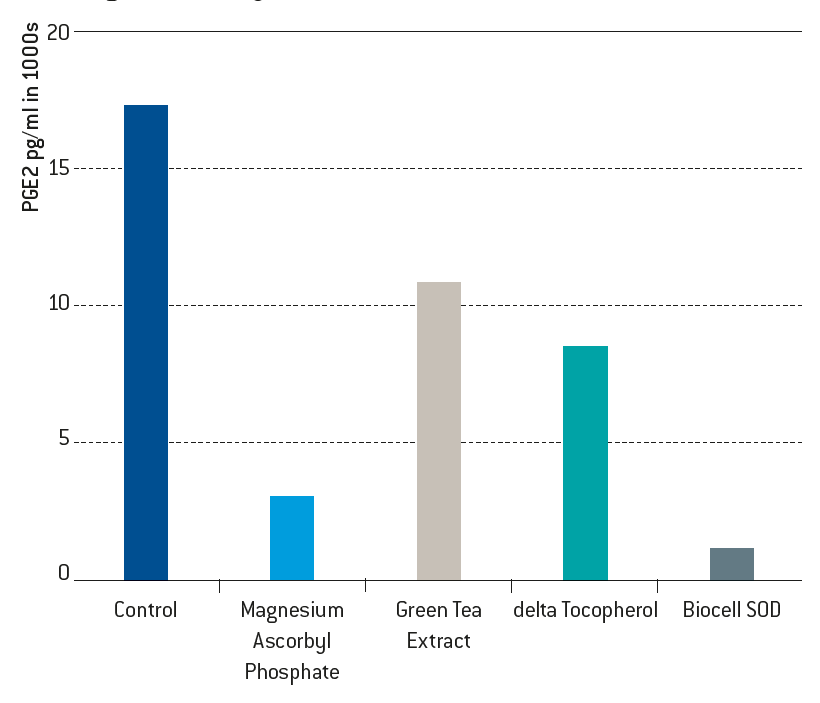 PGE2 pg/ml in 1000s
20
15
10
5
0
Control
Magnesium
Ascorbyl
Phosphate
Green Tea
Extract
delta Tocopherol
Biocell SOD